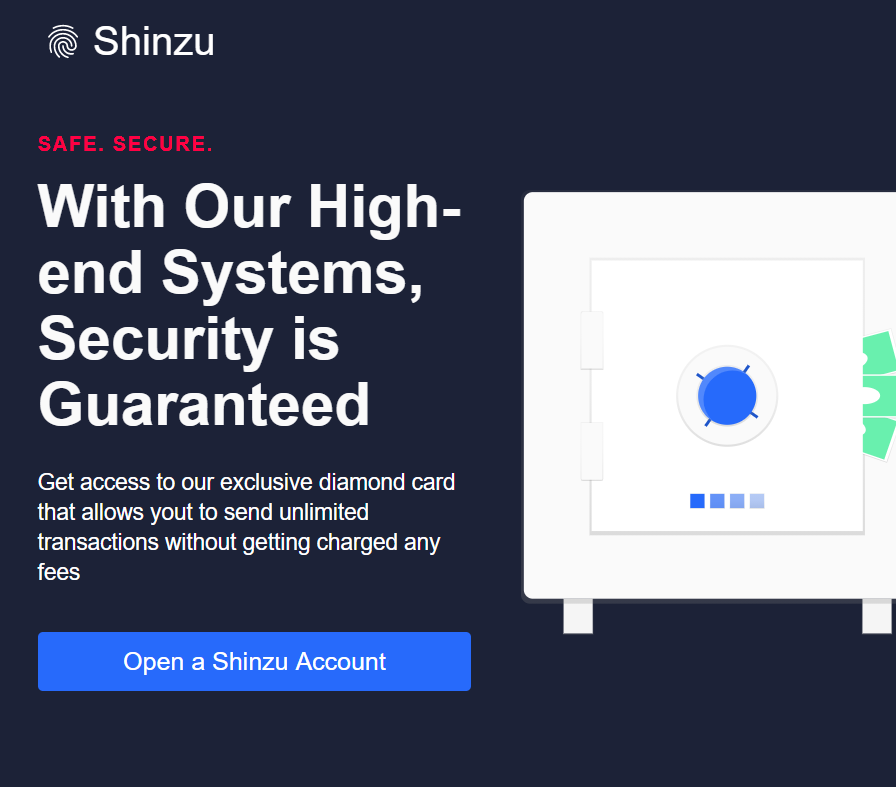 Shinzu
SAFE. SECURE.
With Our High-
end Systems,
Security is
Guaranteed
Get access to our exclusive diamond card
that allows yout to send unlimited
transactions without getting charged any
fees
Open a Shinzu Account